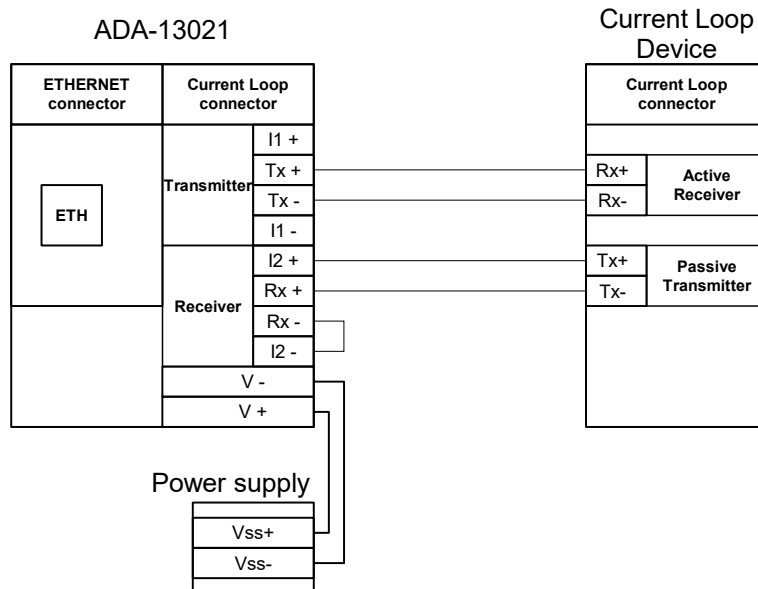 ADA-13021
Current Loop
Device
ETHERNET
connector
Current Loop
connector
Current Loop
connector
I1 +
Tx +
Transmitter
Tx -
I1 -
ETH
Rx+
Rx-
Active
Receiver
I2 +
Rx +
Receiver
Rx -
I2 -
Tx+
Tx-
Passive
Transmitter
V -
V +
Power supply
Vss+
Vss-